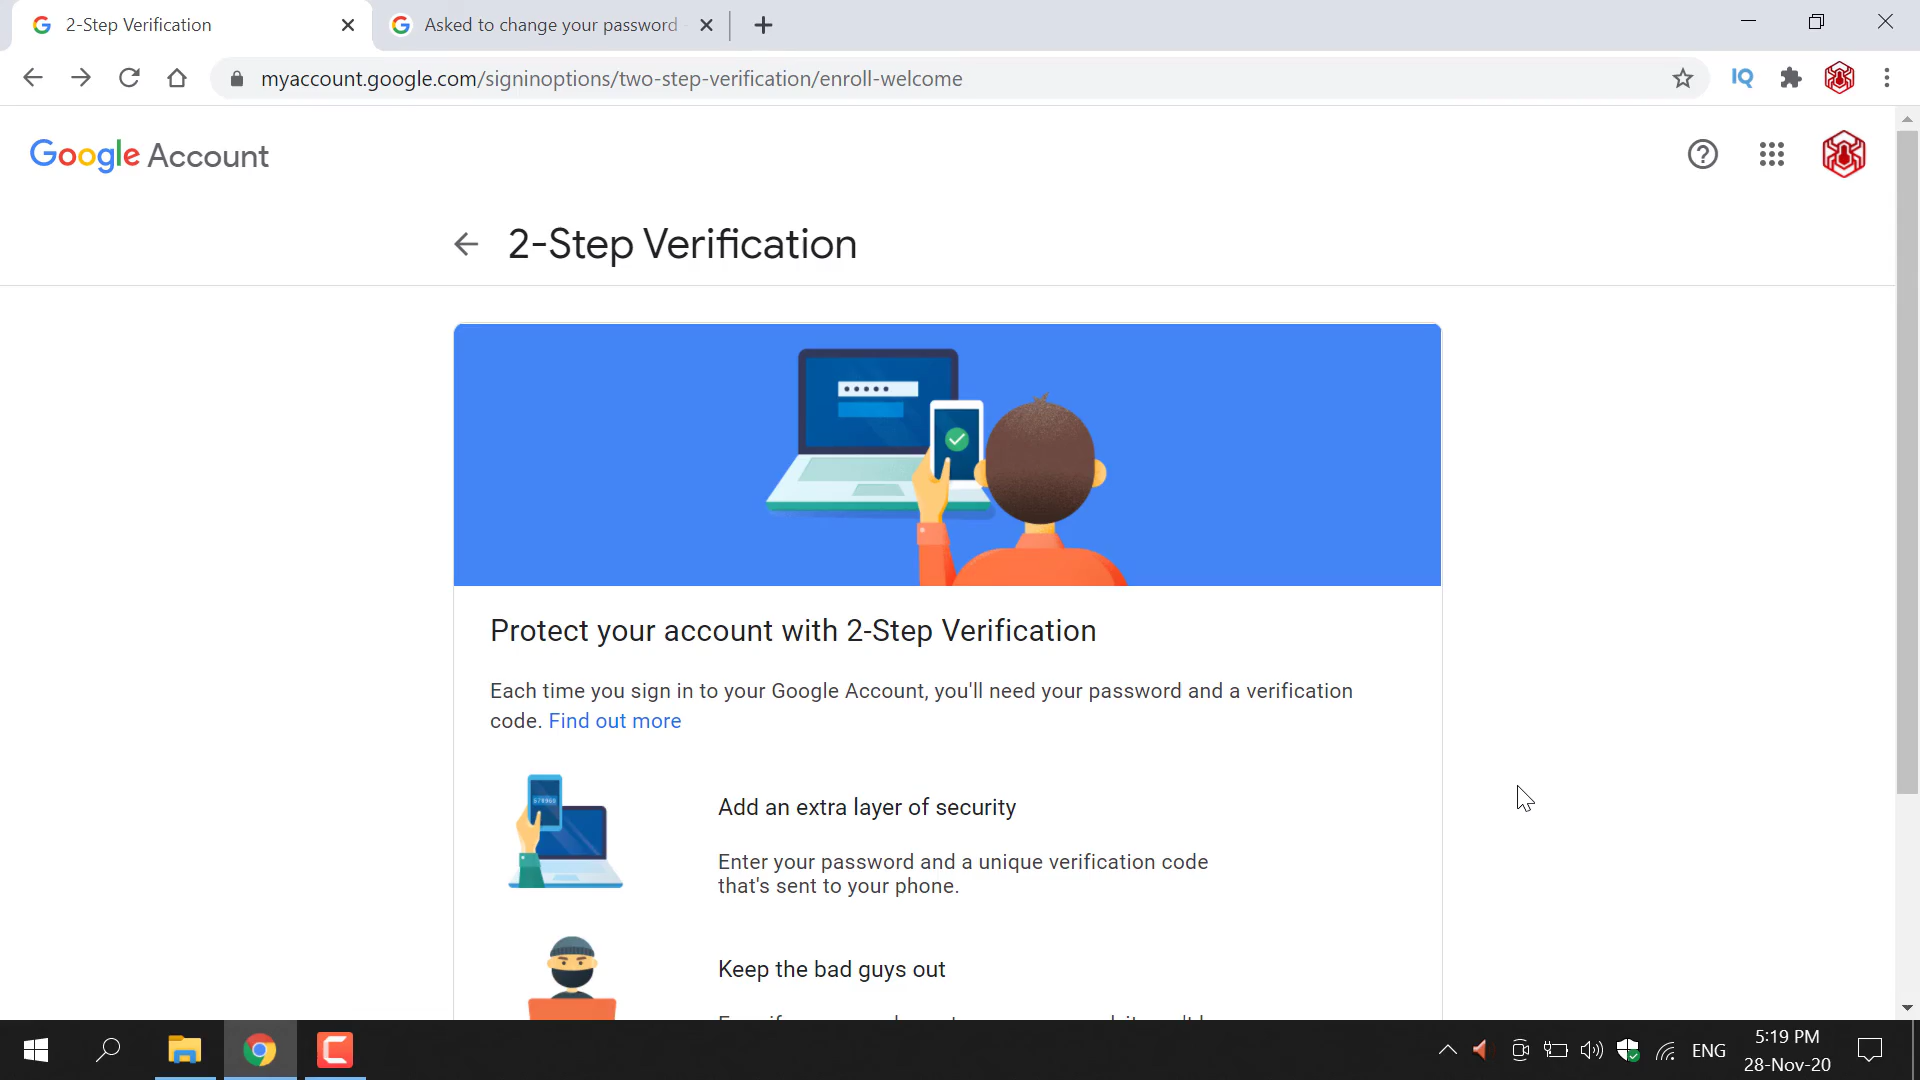 2-Step Verification
Asked to change your password
myaccount.google.com/signinoptions/two-step-verification/enroll-welcome
IQ
Google Account
2-Step Verification
Protect your account with 2-Step Verification
Each time you sign in to your Google Account, you'll need your password and a verification
code. Find out more
Add an extra layer of security
Enter your password and a unique verification code
that's sent to your phone.
Keep the bad guys out
ENG
5:19 PM
28-Nov-20